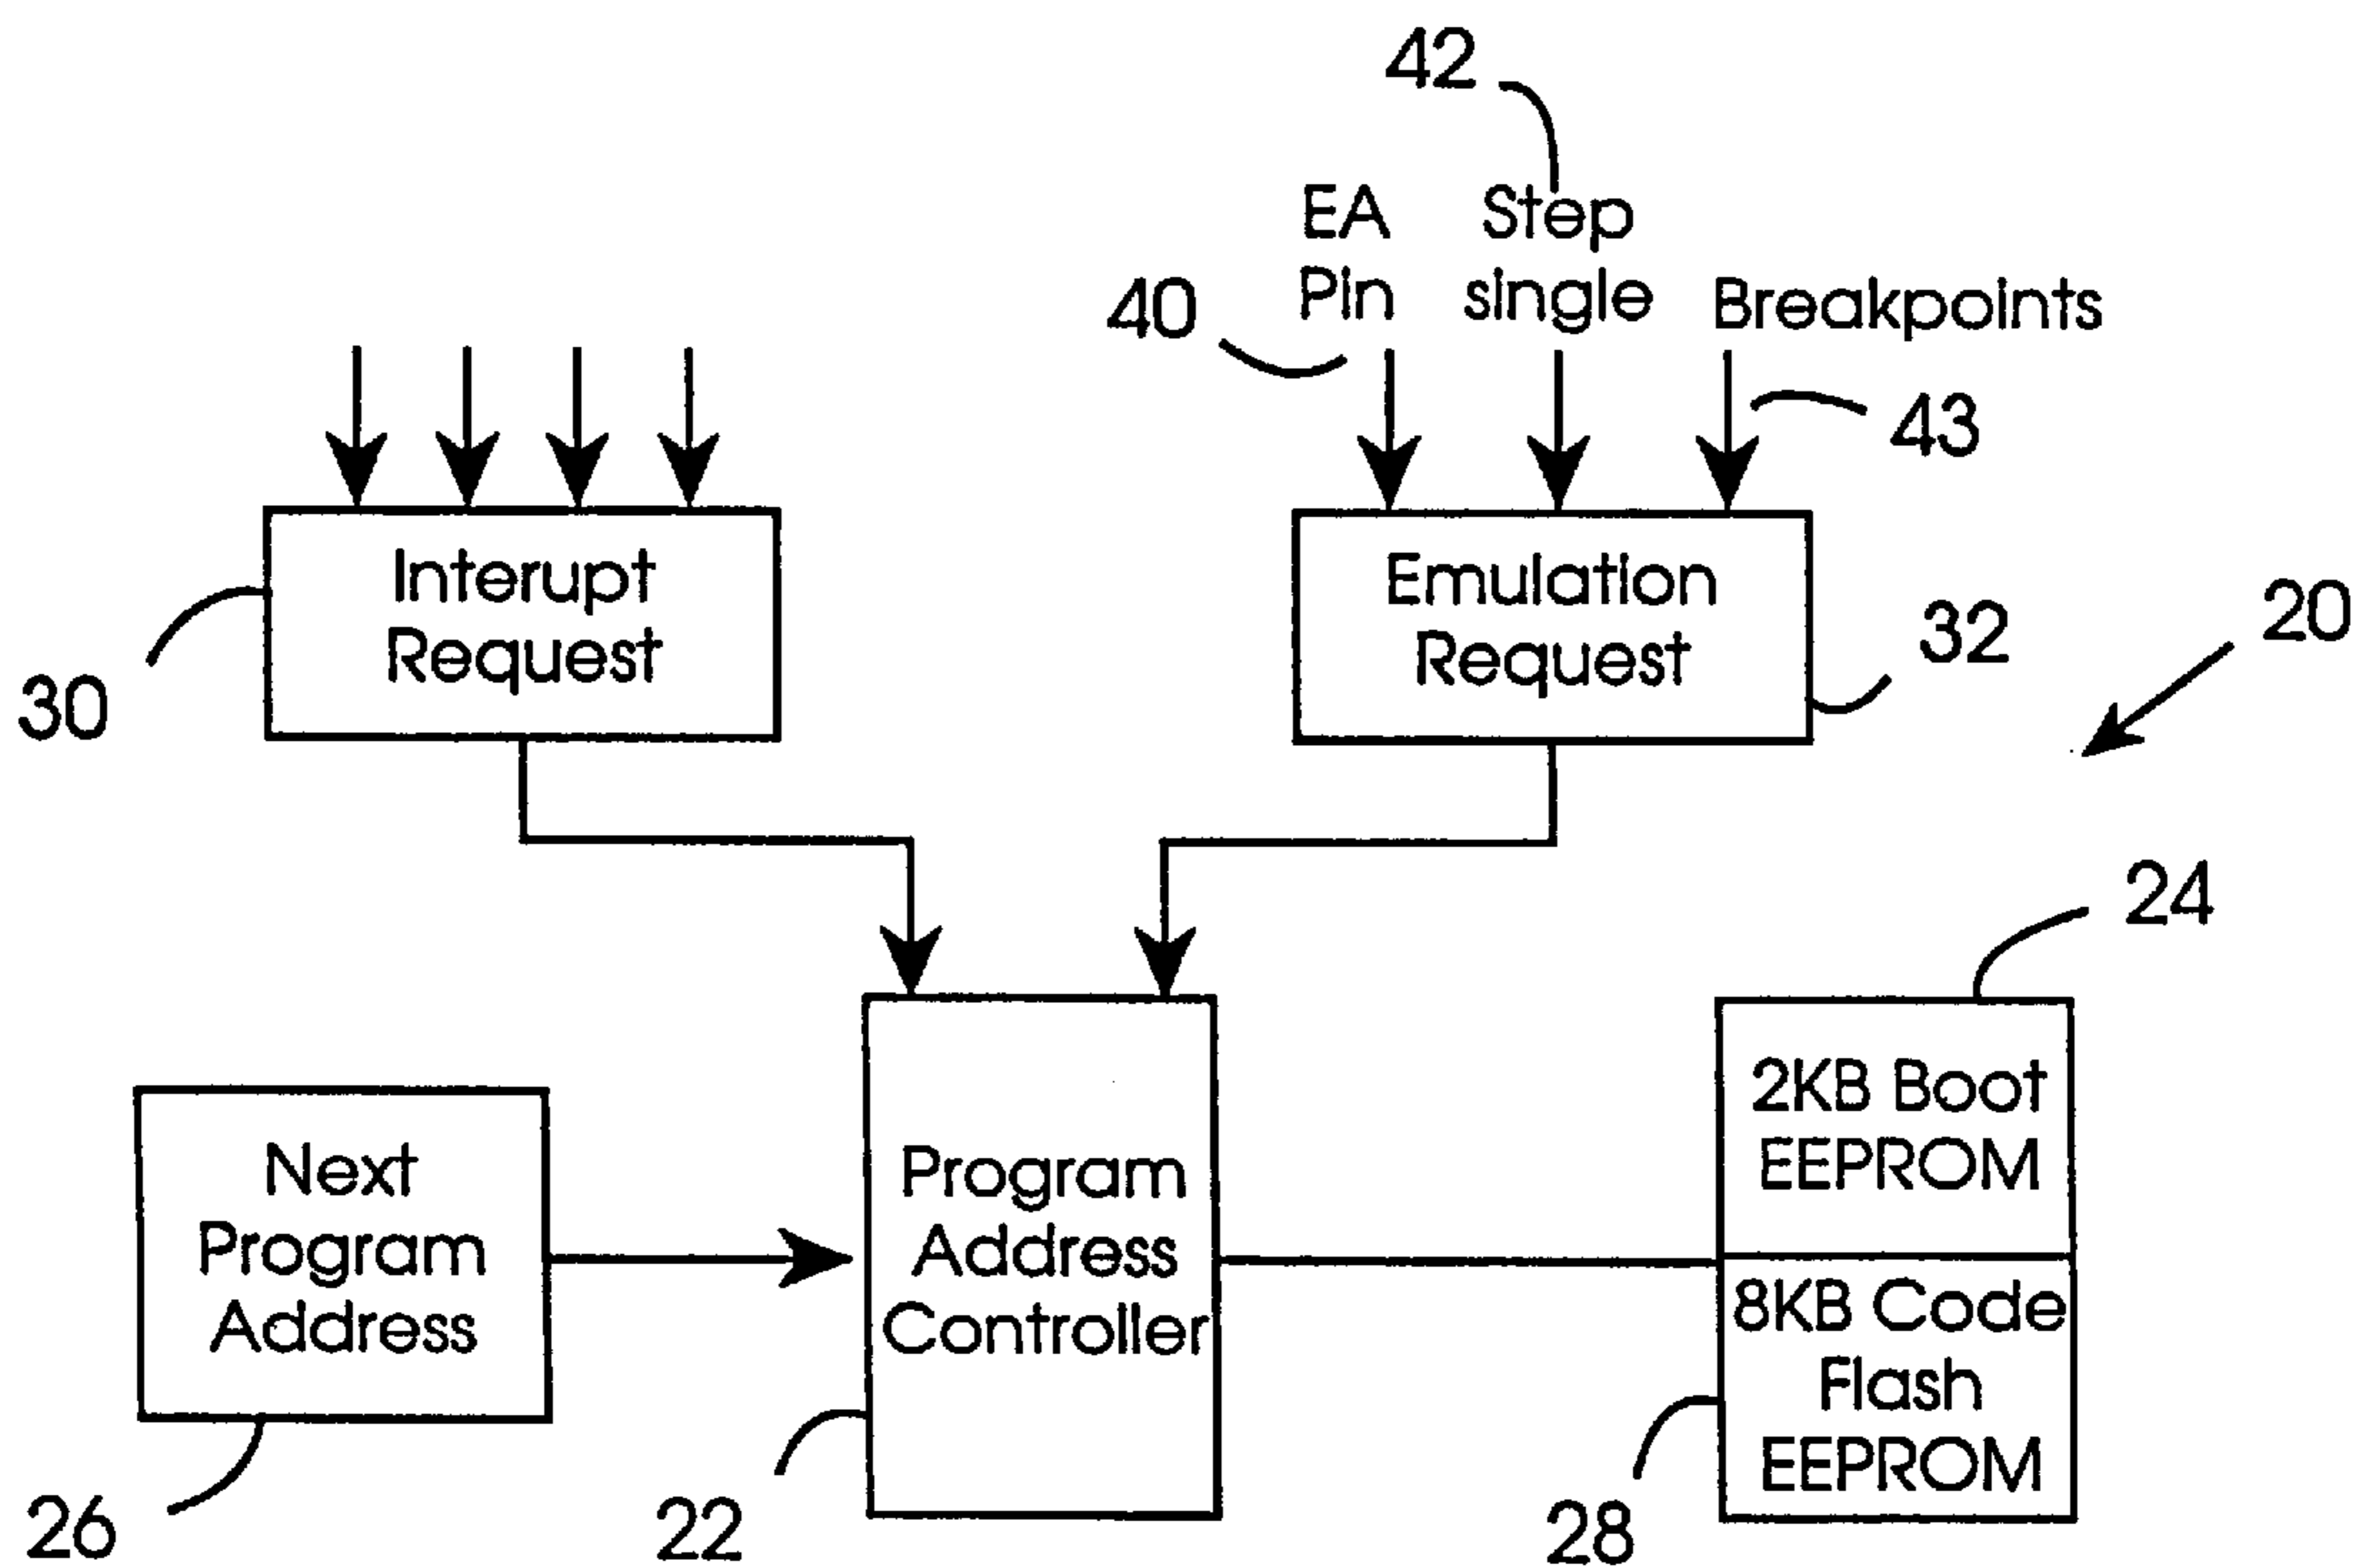 42
EA
Pin
Step
single
Breakpoints
40
43
Interupt
Request
30
Emulation
Request
32
20
24
2KB Boot
EEPROM
Next
Program
Address
Program
Address
Controller
8KB Code
Flash
EEPROM
26
22
28